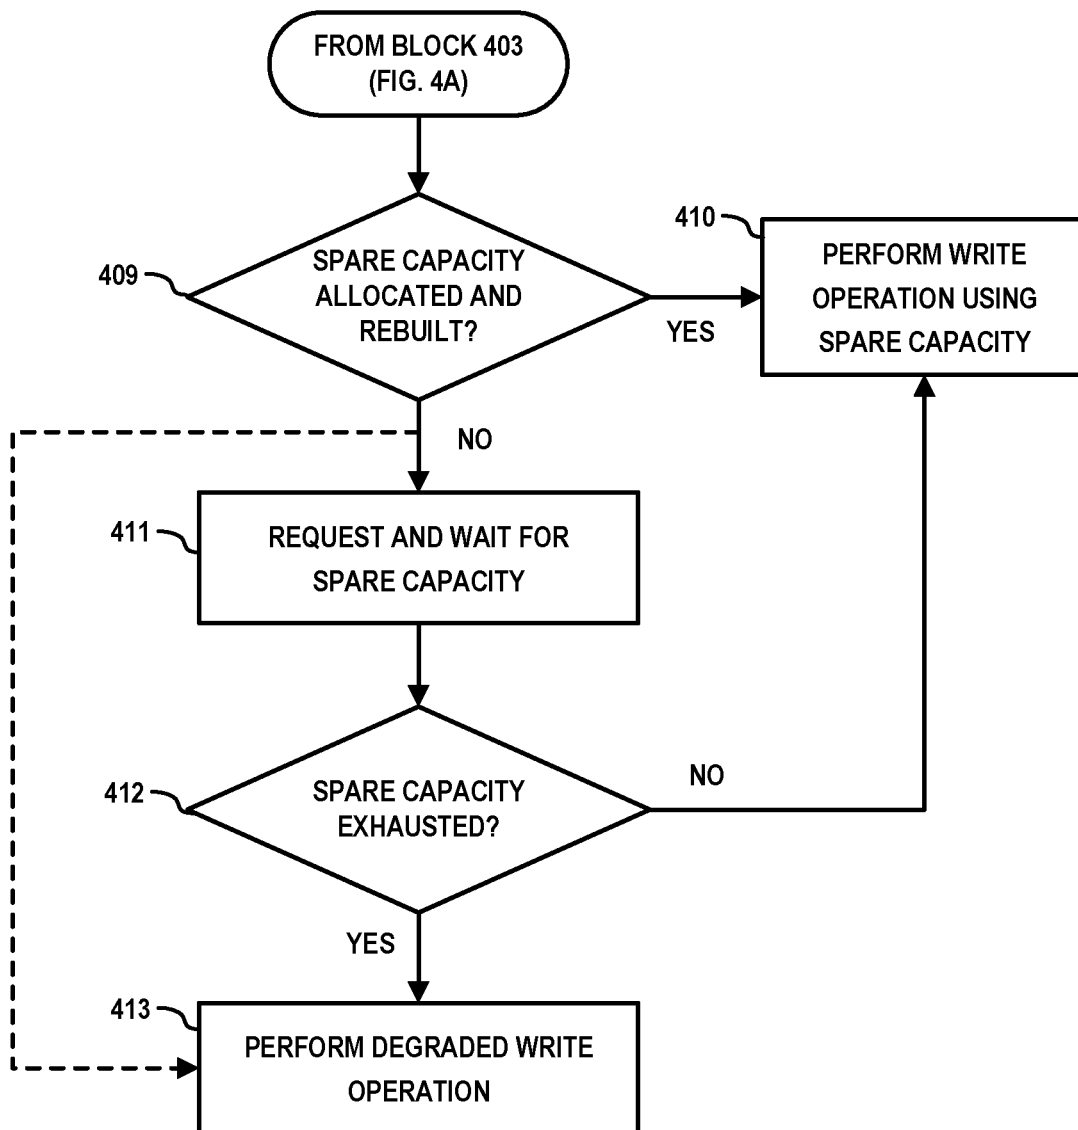 FROM BLOCK 403
(FIG. 4A)
409
SPARE CAPACITY
ALLOCATED AND
REBUILT?
YES
410
PERFORM WRITE
OPERATION USING
SPARE CAPACITY
NO
411
REQUEST AND WAIT FOR
SPARE CAPACITY
412
SPARE CAPACITY
EXHAUSTED?
NO
YES
413
PERFORM DEGRADED WRITE
OPERATION